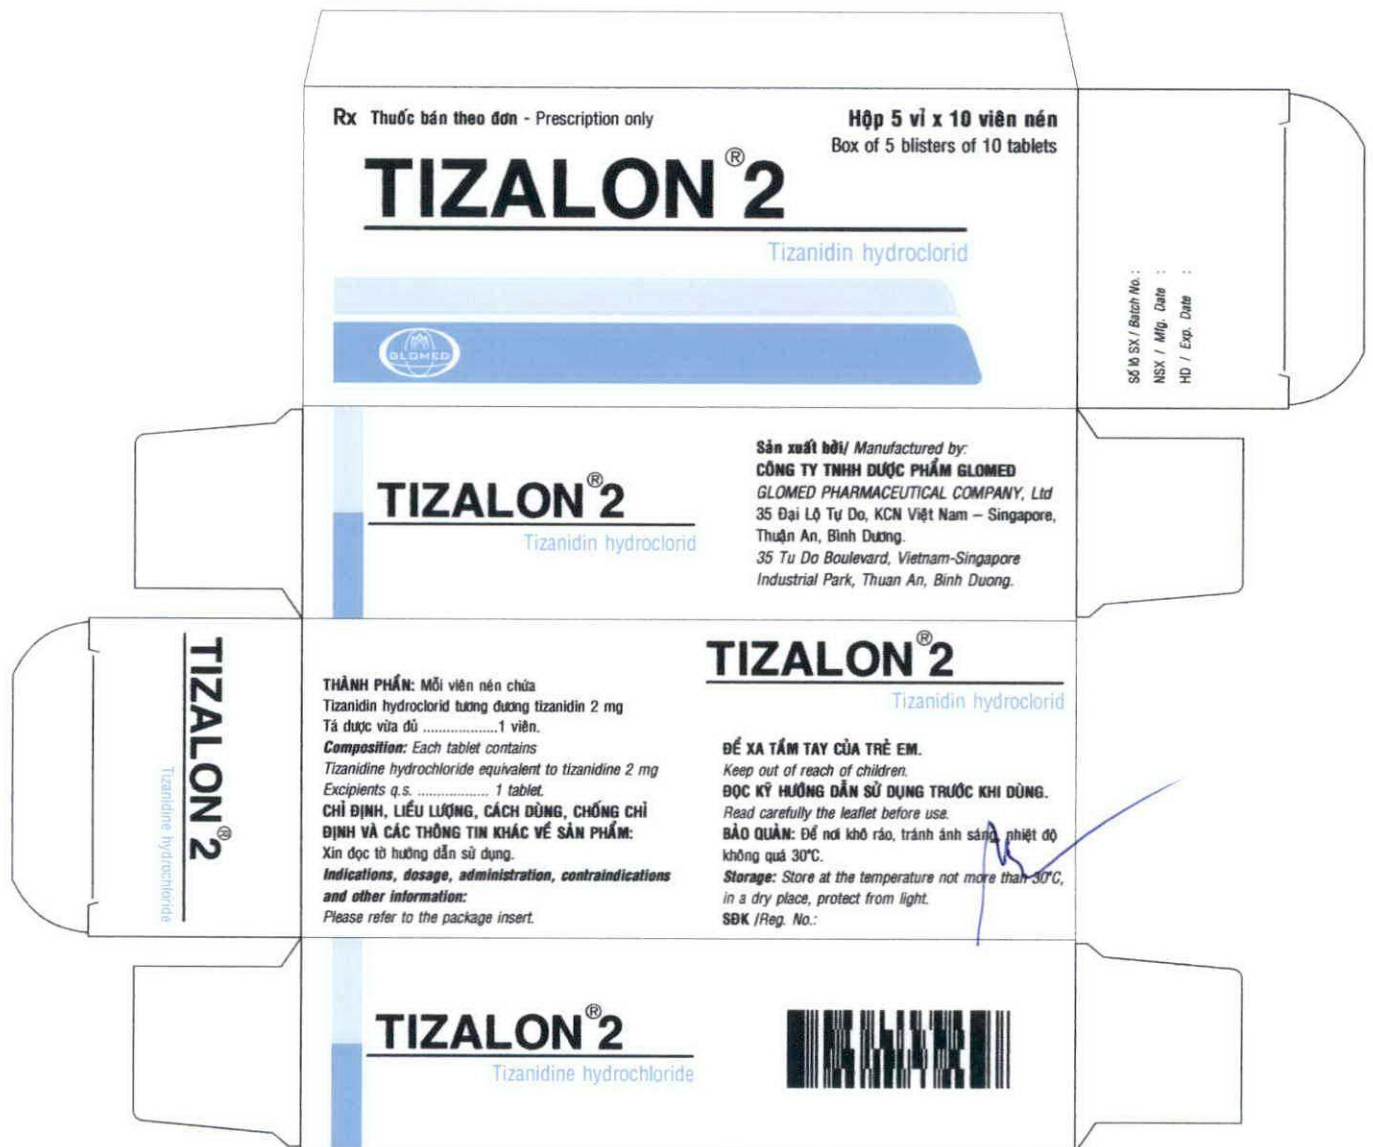 Rx Thuốc bán theo đơn - Prescription only
Hộp 5 vỉ x 10 viên nén
Box of 5 blisters of 10 tablets
TIZALON®2
Tizanidin hydroclorid
GLOMED
Số lô SX / Batch No. :
NSX / Mfg. Date :
HD / Exp. Date :
TIZALON®2
Tizanidin hydroclorid
Sản xuất bởi/ Manufactured by:
CÔNG TY TNHH DƯỢC PHẨM GLOMED
GLOMED PHARMACEUTICAL COMPANY, Ltd
35 Đại Lộ Tự Do, KCN Việt Nam – Singapore,
Thuận An, Bình Dương.
35 Tu Do Boulevard, Vietnam-Singapore
Industrial Park, Thuan An, Binh Duong.
TIZALON®2
Tizanidine hydrochloride
THÀNH PHẦN: Mỗi viên nén chứa
Tizanidin hydroclorid tương đương tizanidin 2 mg
Tá dược vừa đủ ...................1 viên.
Composition: Each tablet contains
Tizanidine hydrochloride equivalent to tizanidine 2 mg
Excipients q.s. .................. 1 tablet.
CHỈ ĐỊNH, LIỀU LƯỢNG, CÁCH DÙNG, CHỐNG CHỈ
ĐỊNH VÀ CÁC THÔNG TIN KHÁC VỀ SẢN PHẨM:
Xin đọc tờ hướng dẫn sử dụng.
Indications, dosage, administration, contraindications
and other information:
Please refer to the package insert.
TIZALON®2
Tizanidin hydroclorid
ĐỂ XA TẦM TAY CỦA TRẺ EM.
Keep out of reach of children.
ĐỌC KỸ HƯỚNG DẪN SỬ DỤNG TRƯỚC KHI DÙNG.
Read carefully the leaflet before use.
BẢO QUẢN: Để nơi khô ráo, tránh ánh sáng, nhiệt độ
không quá 30°C.
Storage: Store at the temperature not more than 30°C,
in a dry place, protect from light.
SĐK /Reg. No.:
TIZALON®2
Tizanidine hydrochloride